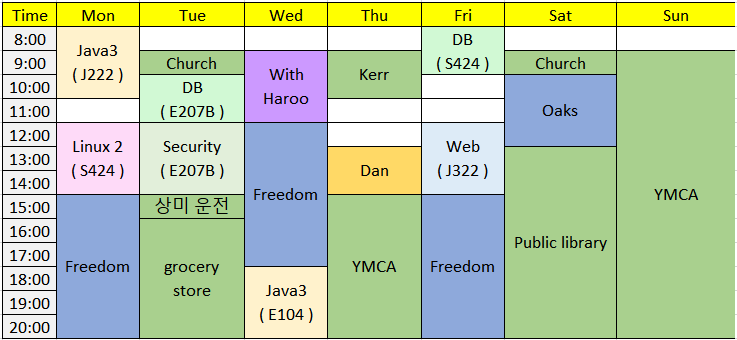 Time Mon Tue Wed Thu Fri Sat Sun
8:00
Java3
( J222 )
DB
( S424 )
9:00
Church
With
Haroo
Kerr
Church
10:00
DB
( E207B )
Oaks
11:00
12:00
Linux 2
( S424 )
Security
( E207B )
Freedom
Web
( J322 )
13:00
Dan
14:00
YMCA
15:00
상미 운전
16:00
Public library
17:00
Freedom
grocery
store
YMCA
Freedom
18:00
Java3
( E104 )
19:00
20:00